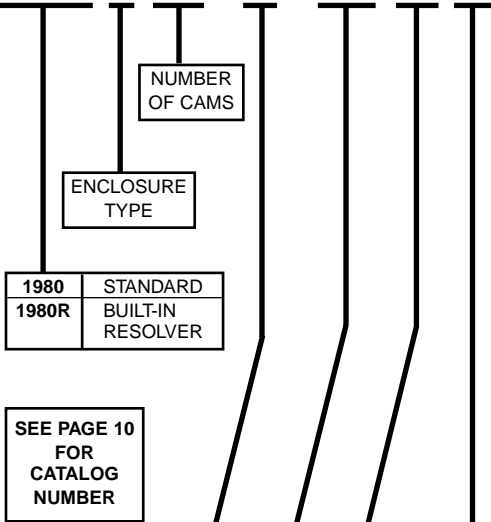 NUMBER
OF CAMS
ENCLOSURE
TYPE
1980 STANDARD
1980R BUILT-IN
RESOLVER
SEE PAGE 10
FOR
CATALOG
NUMBER